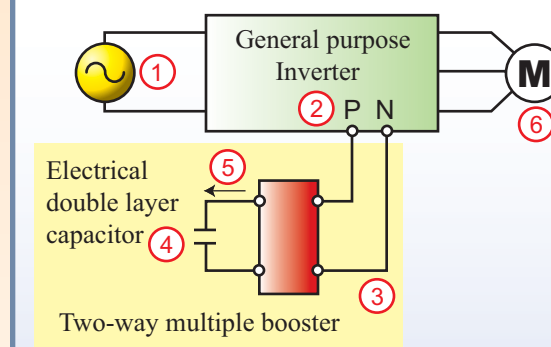 General purpose
Inverter
①
② P N
M
⑥
Electrical
double layer
capacitor
⑤
④
③
Two-way multiple booster